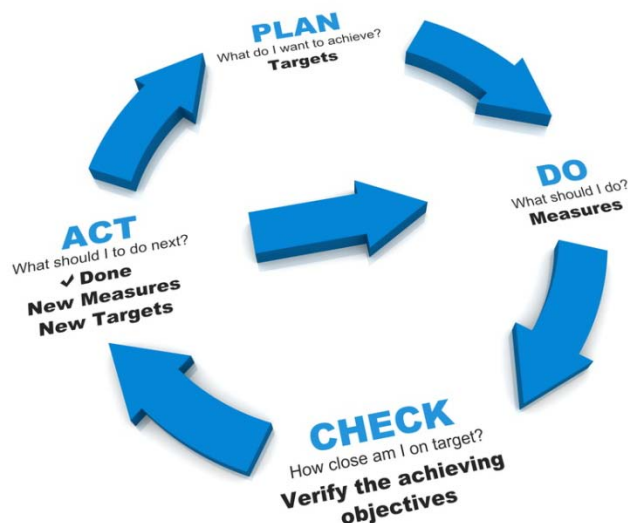 PLAN
What do I want to achieve?
Targets
DO
What should I do?
Measures
CHECK
How close am I on target?
Verify the achieving
objectives
ACT
What should I to do next?
✓ Done
New Measures
New Targets